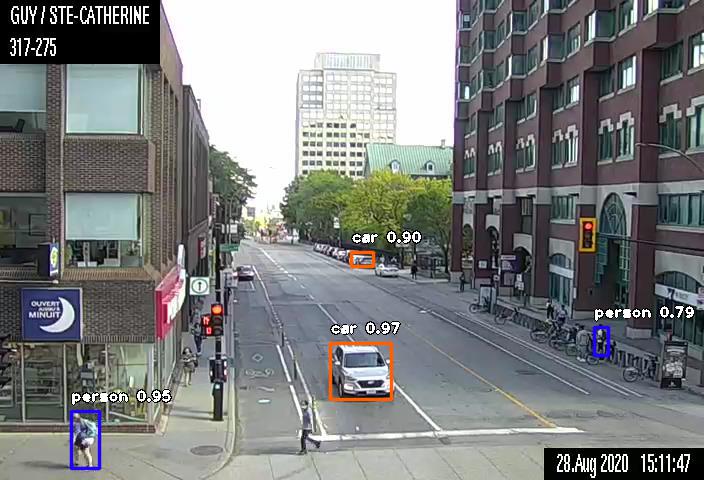 GUY / STE-CATHERINE
317-275
car 0.90
person 0.79
car 0.97
OUVERT
JUSQU'À
MINUIT
person 0.95
28.Aug 2020 15:11:47